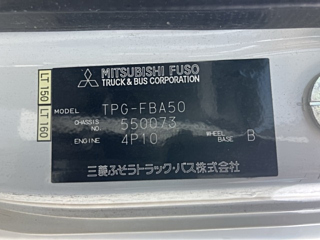 MITSUBISHI FUSO
TRUCK & BUS CORPORATION
MODEL TPG-FBA50
CHASSIS NO. 550073
ENGINE 4P10 WHEEL BASE B
三菱ふそうトラック・バス株式会社
LT 150
LT 160